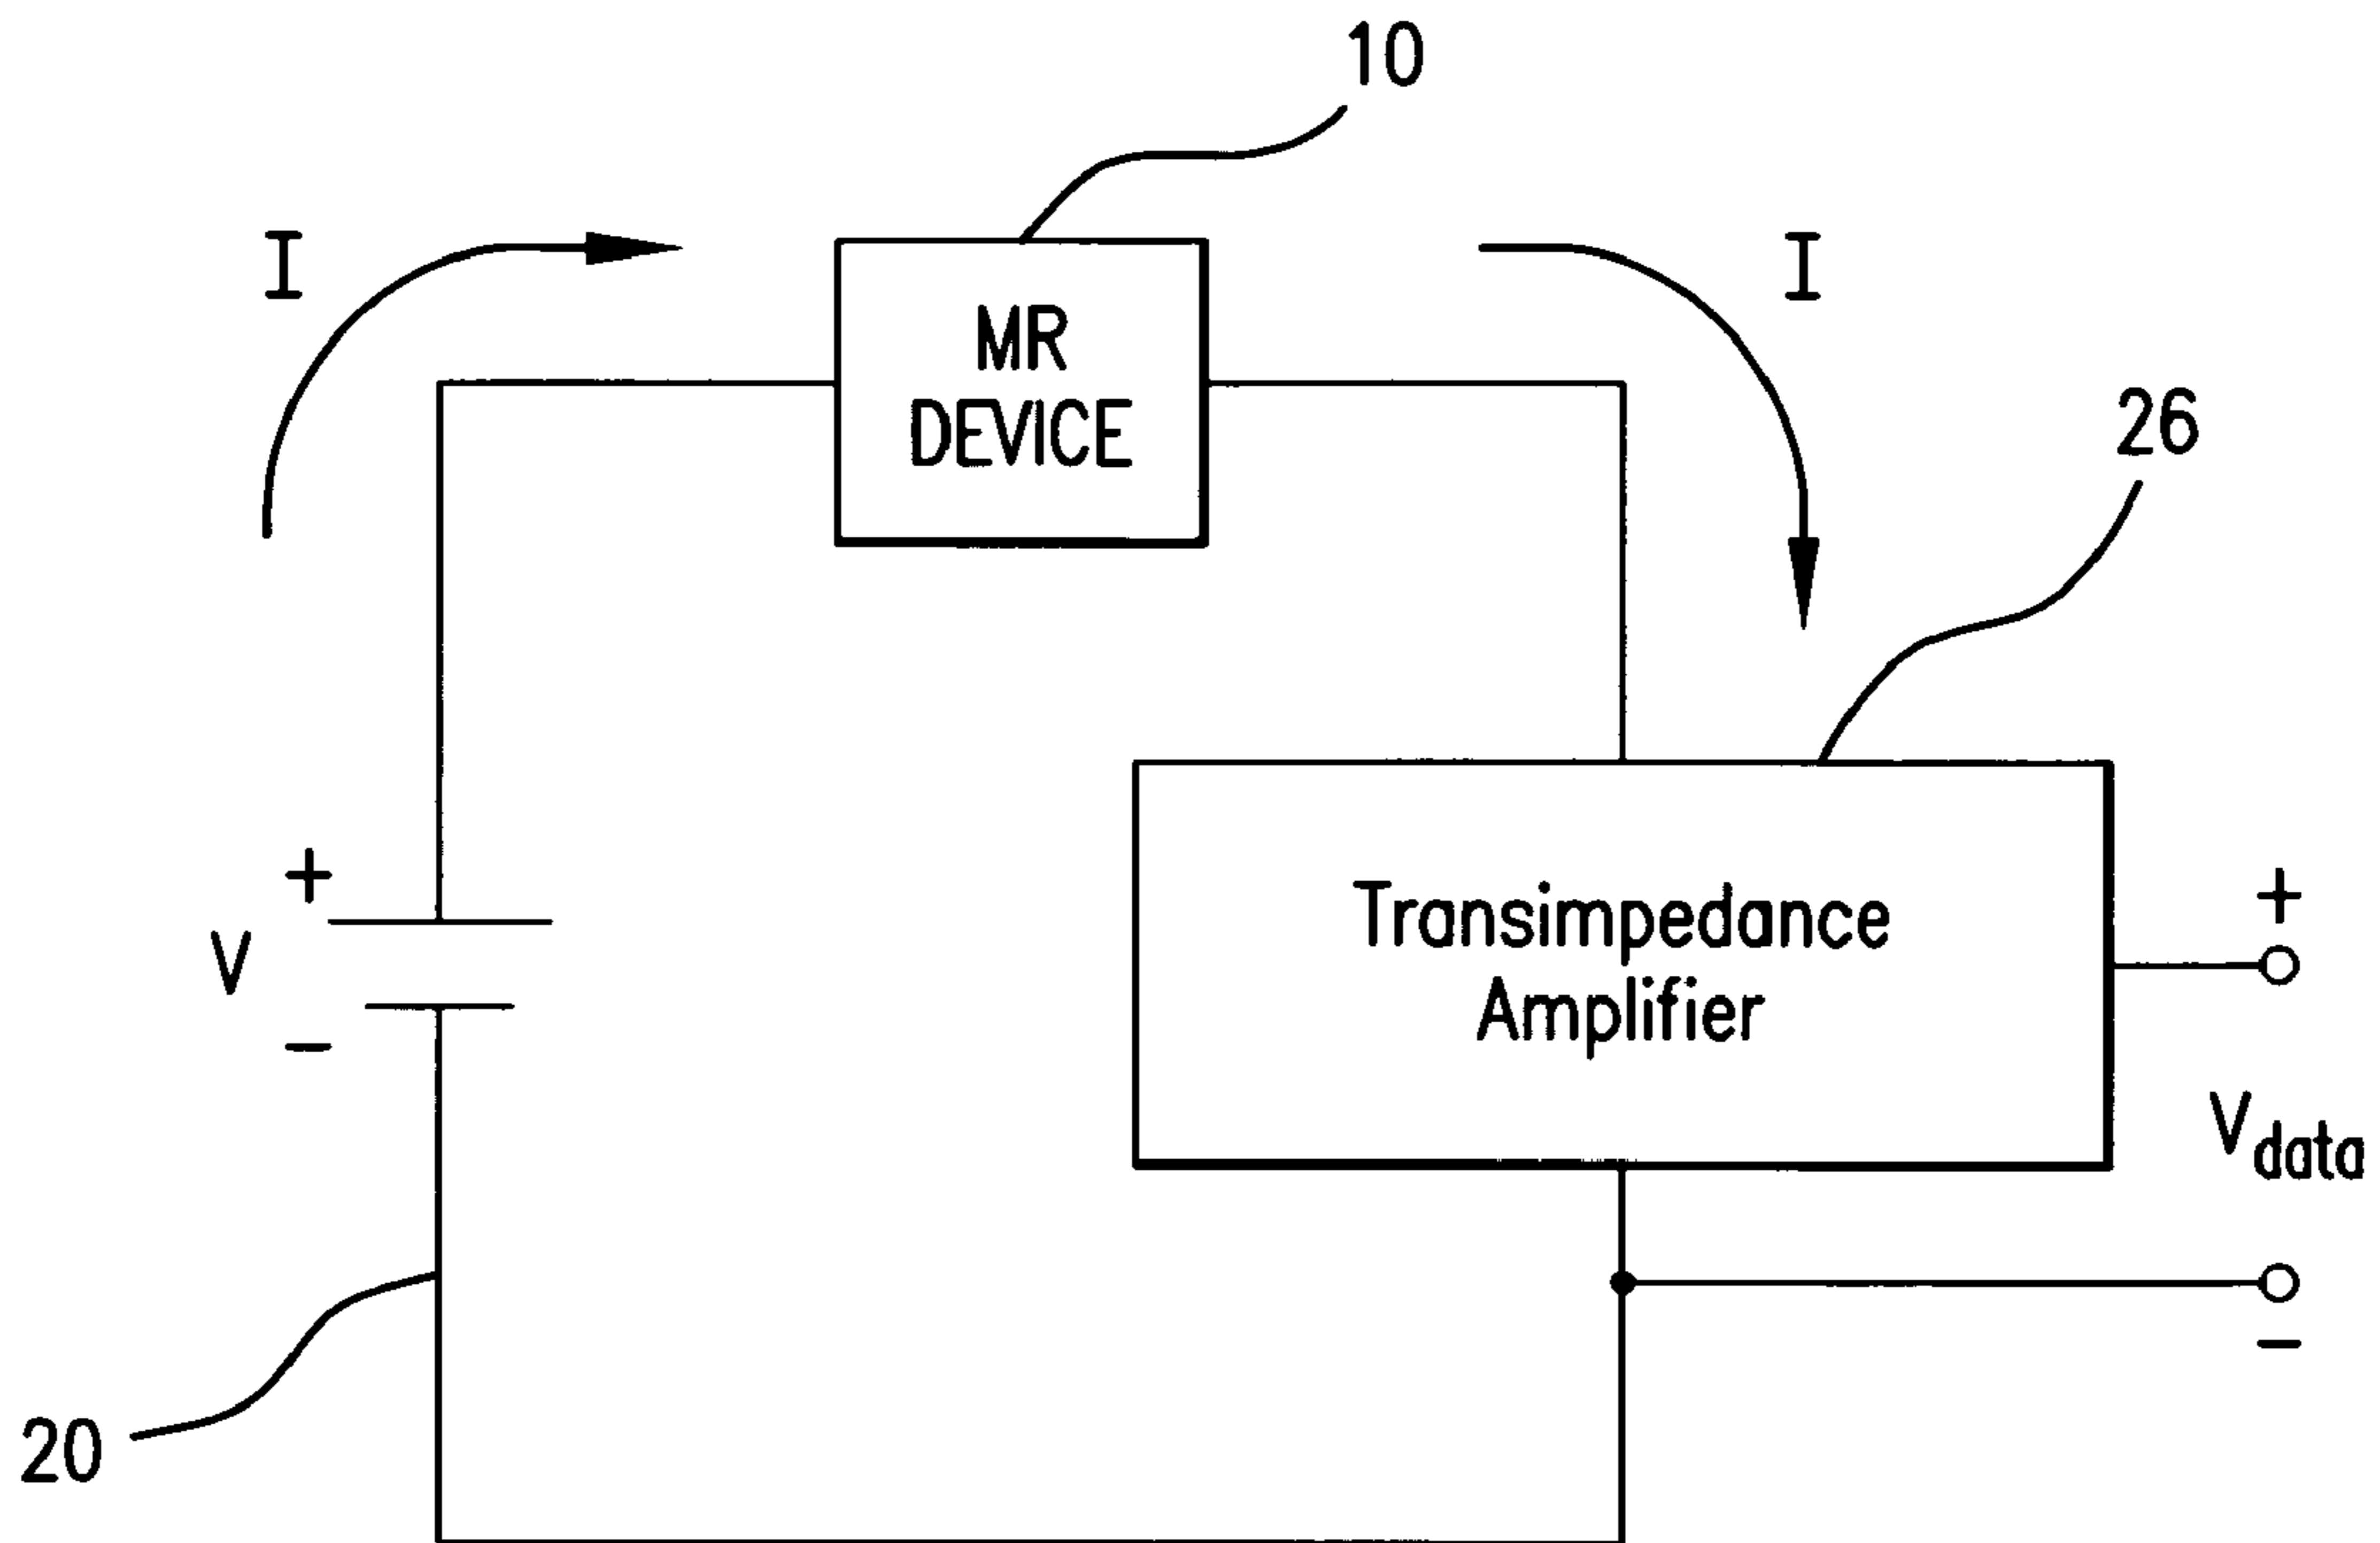 10
I
I
MR
DEVICE
26
+
V
−
Transimpedance
Amplifier
+
Vdata
−
20